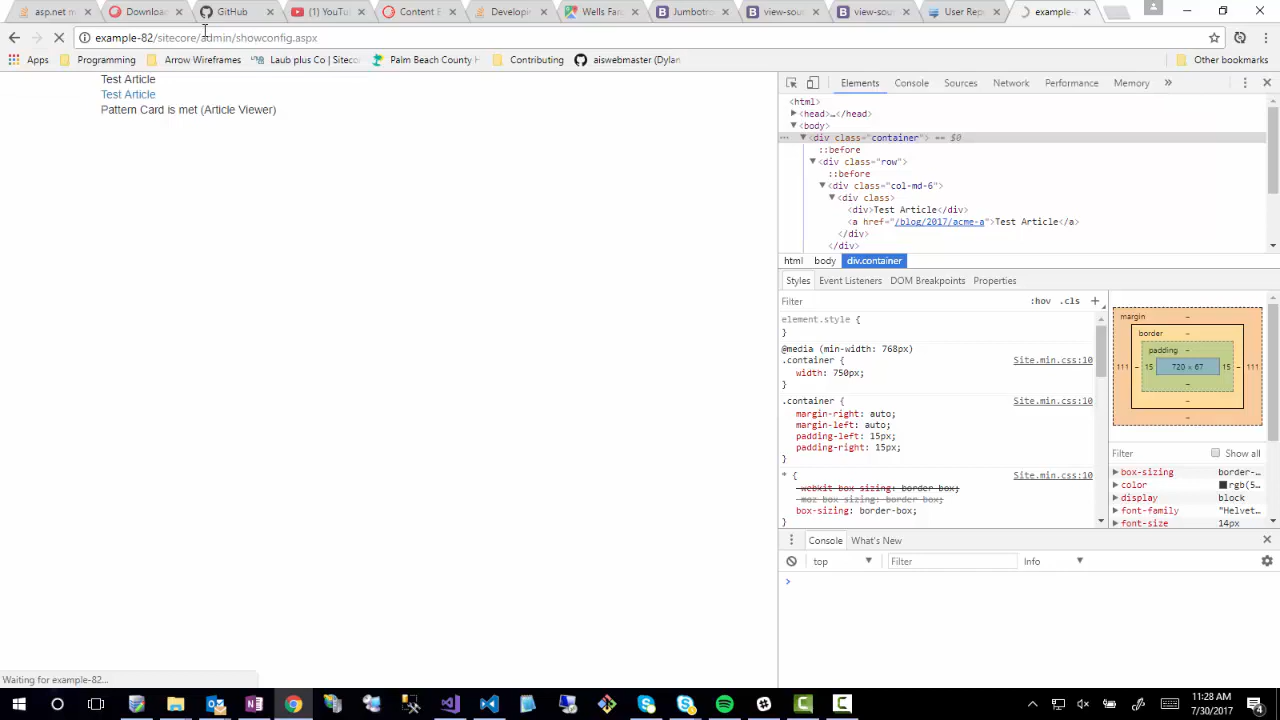 asp.net m
Download
GitHub
(1) YouTu
Content E
Developin
Wells Fan
Jumbotro
view-sour
view-sour
User Rep
example-
example-82/sitecore/admin/showconfig.aspx
Apps
Programming
Arrow Wireframes
Laub plus Co | Siteco
Palm Beach County H
Contributing
aiswebmaster (Dylan
Other bookmarks
Test Article
Test Article
Pattern Card is met (Article Viewer)
Elements Console Sources Network Performance Memory »
<html>
<head>…</head>
<body>
… <div class="container"> == $0
::before
<div class="row">
::before
<div class="col-md-6">
<div class>
<div>Test Article</div>
<a href="/blog/2017/acme-a">Test Article</a>
</div>
</div>
html body div.container
Styles Event Listeners DOM Breakpoints Properties
Filter :hov .cls +
element.style {
}
@media (min-width: 768px)
.container { Site.min.css:10
width: 750px;
}
.container { Site.min.css:10
margin-right: auto;
margin-left: auto;
padding-left: 15px;
padding-right: 15px;
}
* { Site.min.css:10
-webkit-box-sizing: border-box;
-moz-box-sizing: border-box;
box-sizing: border-box;
}
margin –
border –
padding –
111 – 15 720 × 67 15 – 111
–
–
–
Filter Show all
box-sizing border-…
color rgb(5…
display block
font-family "Helvet…
font-size 14px
Console What's New
top Filter Info
>
Waiting for example-82...
11:28 AM
7/30/2017
4